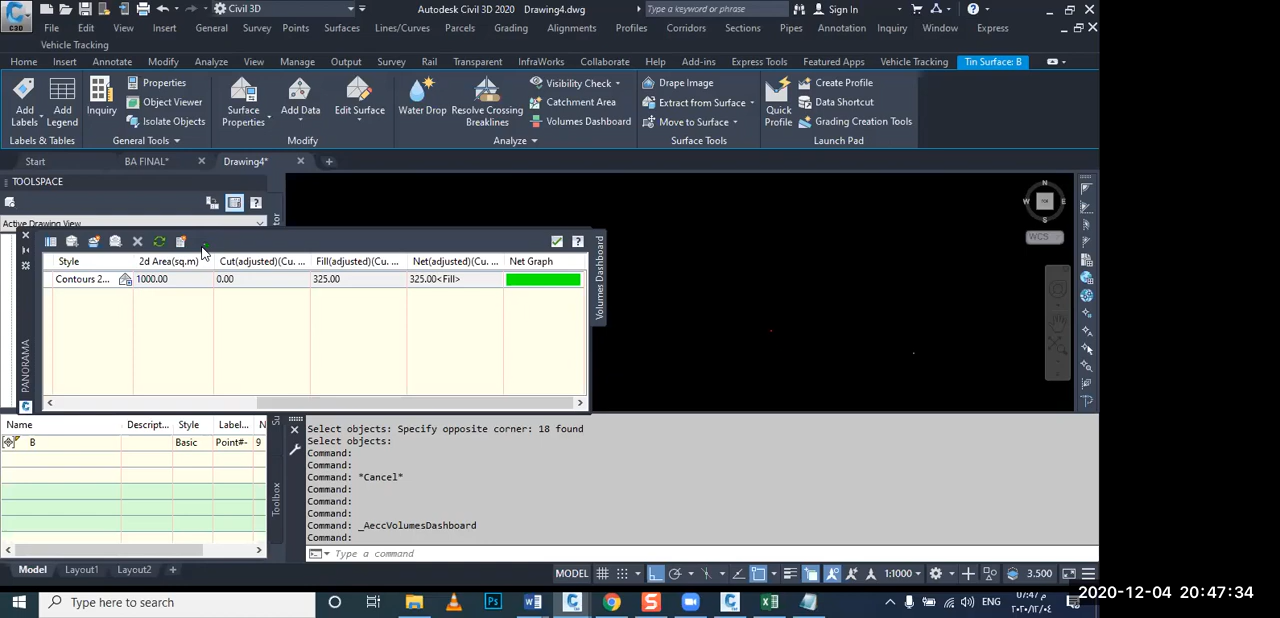 Civil 3D
Autodesk Civil 3D 2020 Drawing4.dwg
Type a keyword or phrase
Sign In
File Edit View Insert General Survey Points Surfaces Lines/Curves Parcels Grading Alignments Profiles Corridors Sections Pipes Annotation Inquiry Window Express
Vehicle Tracking
Home Insert Annotate Modify Analyze View Manage Output Survey Rail Transparent InfraWorks Collaborate Help Add-ins Express Tools Featured Apps Vehicle Tracking Tin Surface: B
Properties Visibility Check Drape Image Create Profile
Add Labels Add Legend Inquiry Object Viewer Surface Properties Add Data Edit Surface Water Drop Resolve Crossing Breaklines Catchment Area Extract from Surface Quick Profile Data Shortcut
Isolate Objects Volumes Dashboard Move to Surface Grading Creation Tools
Labels & Tables General Tools Modify Analyze Surface Tools Launch Pad
Start BA FINAL* Drawing4*
TOOLSPACE
Active Drawing View
Style 2d Area(sq.m) Cut(adjusted)(Cu. ... Fill(adjusted)(Cu. ... Net(adjusted)(Cu. ... Net Graph
Contours 2... 1000.00 0.00 325.00 325.00<Fill>
Volumes Dashboard
PANORAMA
Name Descript... Style Label... N
B Basic Point#- 9
Toolbox
Select objects: Specify opposite corner: 18 found
Select objects:
Command:
Command:
Command: *Cancel*
Command:
Command:
Command:
Command: _AeccVolumesDashboard
Command:
Type a command
N
W E
S
WCS
Model Layout1 Layout2
MODEL 1:1000 3.500
Type here to search
ENG
07:47 م
٢٠٢٠/١٢/٠٤
2020-12-04 20:47:34